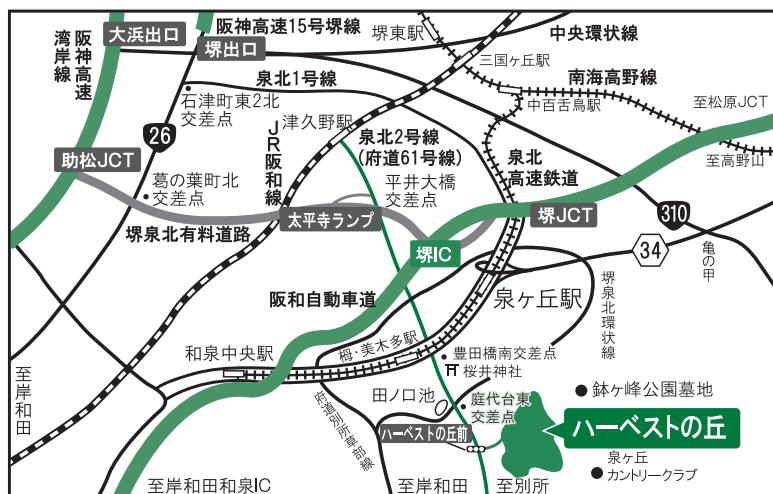 阪神高速15号堺線
大浜出口
堺出口
阪神高速
湾岸線
堺東駅
中央環状線
三国ヶ丘駅
泉北1号線
南海高野線
石津町東2北
交差点
中百舌鳥駅
至松原JCT
26
津久野駅
JR阪和線
泉北2号線
(府道61号線)
泉北
高速鉄道
至高野山
助松JCT
葛の葉町北
交差点
平井大橋
交差点
太平寺ランプ
堺JCT
310
堺泉北有料道路
堺IC
34
亀の甲
阪和自動車道
泉ヶ丘駅
堺泉北環状線
和泉中央駅
栂・美木多駅
豊田橋南交差点
桜井神社
至岸和田
府道別所草部線
田ノ口池
庭代台東
交差点
鉢ヶ峰公園墓地
ハーベストの丘前
ハーベストの丘
泉ヶ丘
カントリークラブ
至岸和田和泉IC
至岸和田
至別所